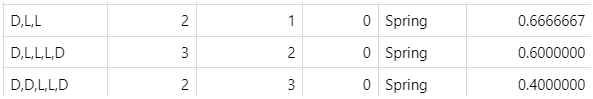 D,L,L 2 1 0 Spring 0.6666667
D,L,L,L,D 3 2 0 Spring 0.6000000
D,D,L,L,D 2 3 0 Spring 0.4000000